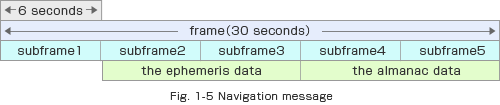 6 seconds
frame(30 seconds)
subframe1 subframe2 subframe3 subframe4 subframe5
the ephemeris data the almanac data
Fig. 1-5 Navigation message